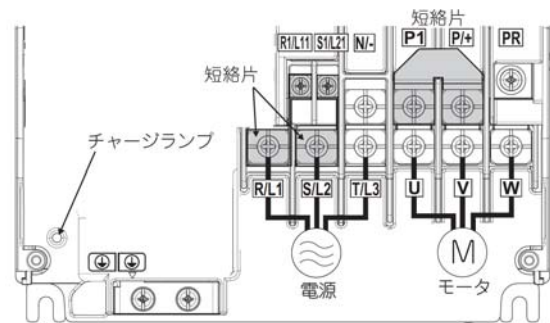 短絡片
R1/L11 S1/L21 N/- P1 P/+ PR
短絡片
チャージランプ
R/L1 S/L2 T/L3 U V W
M
電源 モータ